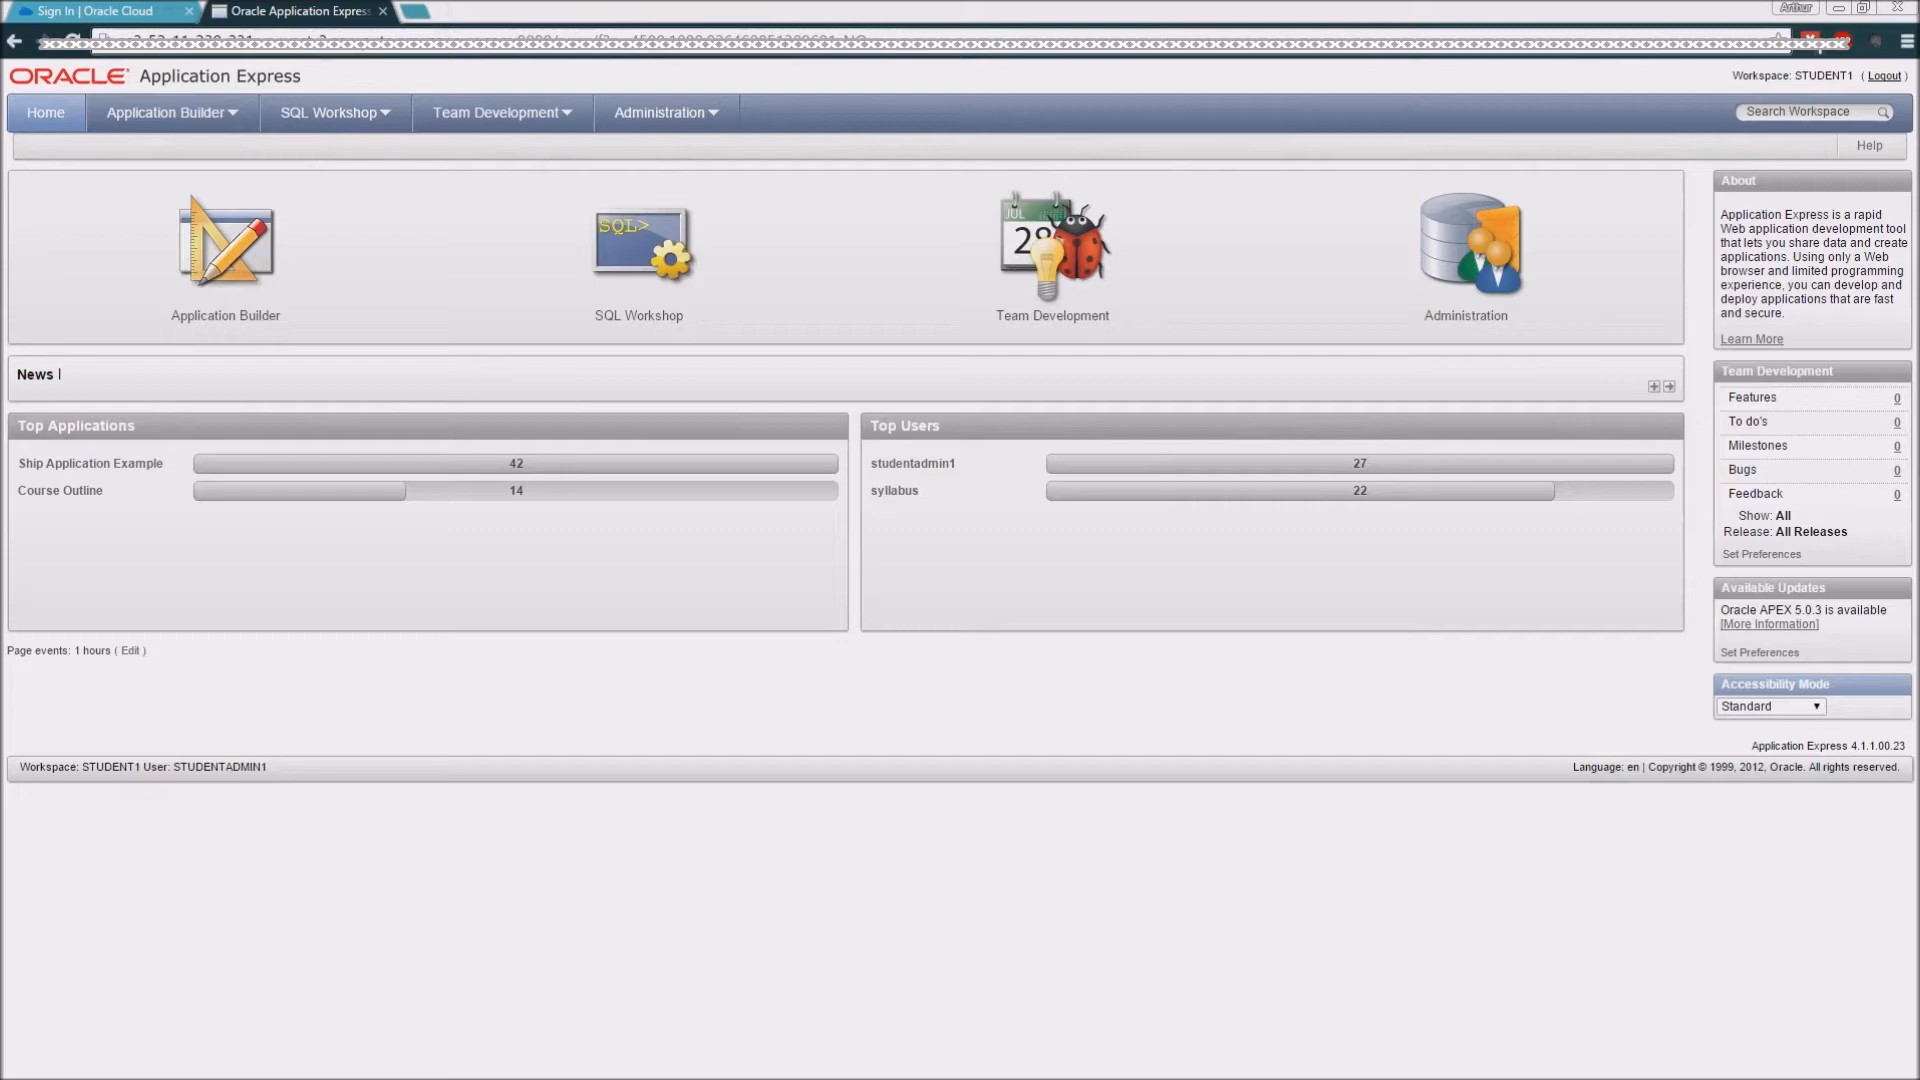 Sign In | Oracle Cloud
Oracle Application Express
Arthur
ORACLE Application Express
Workspace: STUDENT1 ( Logout )
Home
Application Builder
SQL Workshop
Team Development
Administration
Search Workspace
Help
SQL>
JUL
28
Application Builder
SQL Workshop
Team Development
Administration
About
Application Express is a rapid
Web application development tool
that lets you share data and create
applications. Using only a Web
browser and limited programming
experience, you can develop and
deploy applications that are fast
and secure.
Learn More
News |
Top Applications
Ship Application Example 42
Course Outline 14
Top Users
studentadmin1 27
syllabus 22
Page events: 1 hours ( Edit )
Team Development
Features 0
To do's 0
Milestones 0
Bugs 0
Feedback 0
Show: All
Release: All Releases
Set Preferences
Available Updates
Oracle APEX 5.0.3 is available
[More Information]
Set Preferences
Accessibility Mode
Standard
Application Express 4.1.1.00.23
Workspace: STUDENT1 User: STUDENTADMIN1
Language: en | Copyright © 1999, 2012, Oracle. All rights reserved.